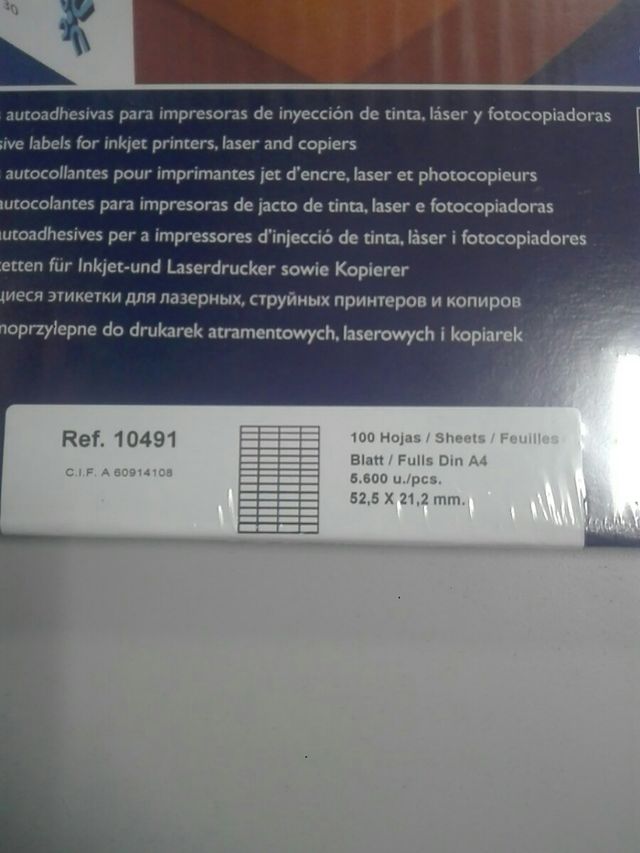 30
autoadhesivas para impresoras de inyección de tinta, láser y fotocopiadoras
labels for inkjet printers, laser and copiers
autocollantes pour imprimantes jet d'encre, laser et photocopieurs
autocolantes para impresoras de jacto de tinta, laser e fotocopiadoras
autoadhesives per a impressores d'injecció de tinta, làser i fotocopiadores
für Inkjet-und Laserdrucker sowie Kopierer
этикетки для лазерных, струйных принтеров и копиров
do drukarek atramentowych, laserowych i kopiarek
Ref. 10491
C.I.F. A 60914108
100 Hojas / Sheets / Feuilles
Blatt / Fulls Din A4
5.600 u./pcs.
52,5 X 21,2 mm.